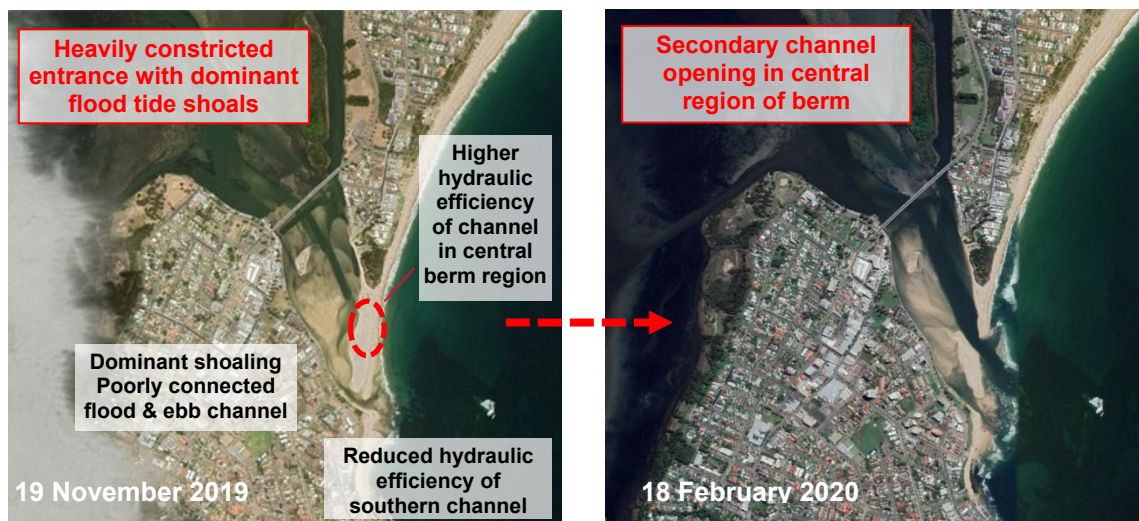 Heavily constricted
entrance with dominant
flood tide shoals
Higher
hydraulic
efficiency
of channel
in central
berm region
Dominant shoaling
Poorly connected
flood & ebb channel
Reduced hydraulic
efficiency of
southern channel
19 November 2019
Secondary channel
opening in central
region of berm
18 February 2020